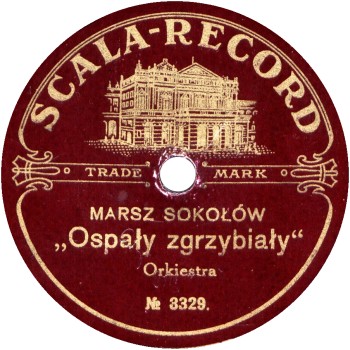 SCALA-RECORD
TRADE MARK
MARSZ SOKOŁÓW
„Ospały zgrzybiały“
Orkiestra
№ 3329.